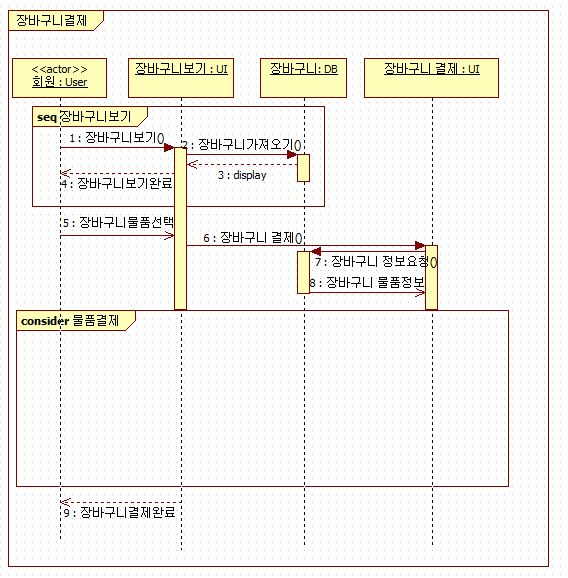 장바구니결제
<<actor>>
회원 : User
장바구니보기 : UI
장바구니: DB
장바구니 결제 : UI
seq 장바구니보기
1 : 장바구니보기()
2 : 장바구니가져오기()
3 : display
4 : 장바구니보기완료
5 : 장바구니물품선택
6 : 장바구니 결제()
7 : 장바구니 정보요청()
8 : 장바구니 물품정보
consider 물품결제
9 : 장바구니결제완료